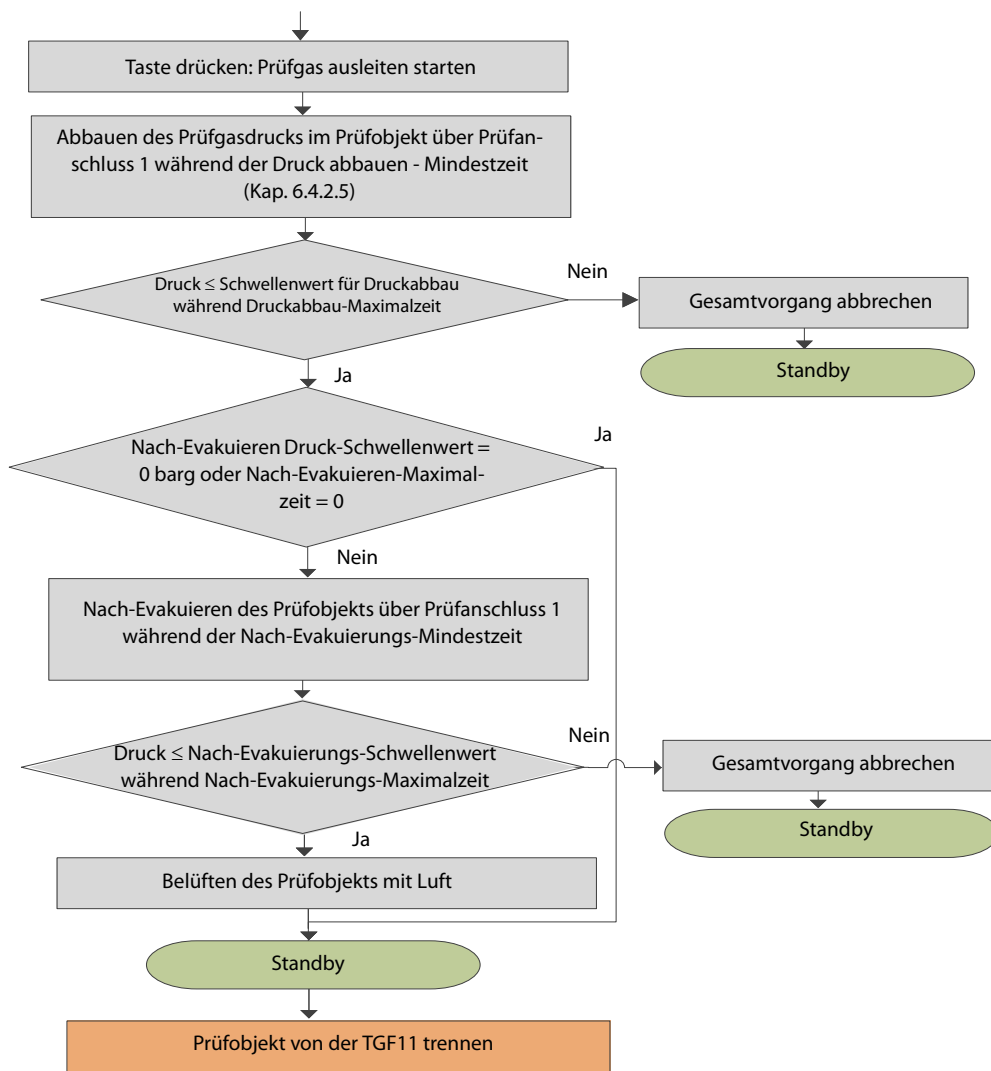 Taste drücken: Prüfgas ausleiten starten
Abbauen des Prüfgasdrucks im Prüfobjekt über Prüfan-
schluss 1 während der Druck abbauen - Mindestzeit
(Kap. 6.4.2.5)
Druck ≤ Schwellenwert für Druckabbau
während Druckabbau-Maximalzeit
Nein
Gesamtvorgang abbrechen
Standby
Ja
Nach-Evakuieren Druck-Schwellenwert =
0 barg oder Nach-Evakuieren-Maximal-
zeit = 0
Ja
Nein
Nach-Evakuieren des Prüfobjekts über Prüfanschluss 1
während der Nach-Evakuierungs-Mindestzeit
Druck ≤ Nach-Evakuierungs-Schwellenwert
während Nach-Evakuierungs-Maximalzeit
Nein
Gesamtvorgang abbrechen
Standby
Ja
Belüften des Prüfobjekts mit Luft
Standby
Prüfobjekt von der TGF11 trennen